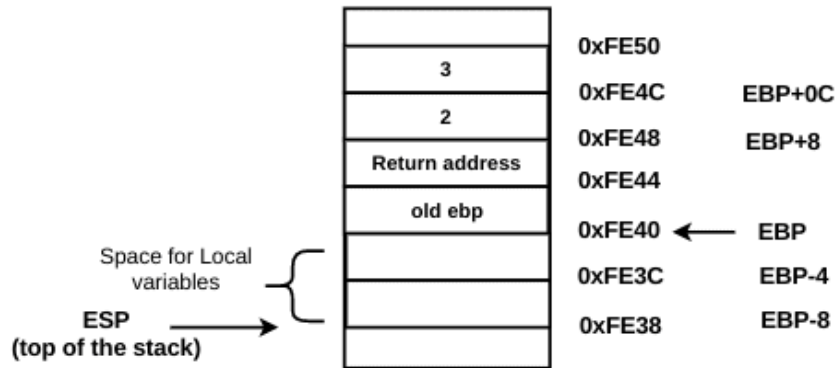 0xFE50
3
0xFE4C EBP+0C
2
0xFE48 EBP+8
Return address
0xFE44
old ebp
0xFE40 EBP
Space for Local
variables
0xFE3C EBP-4
ESP
(top of the stack)
0xFE38 EBP-8